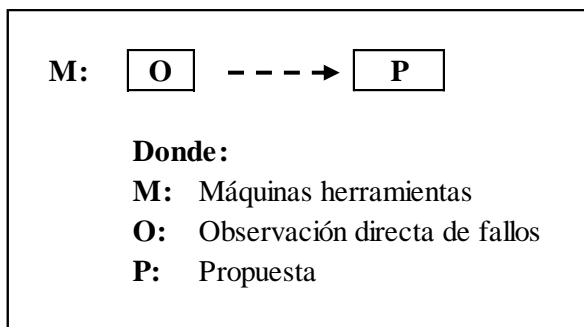 M: O P
Donde:
M: Máquinas herramientas
O: Observación directa de fallos
P: Propuesta